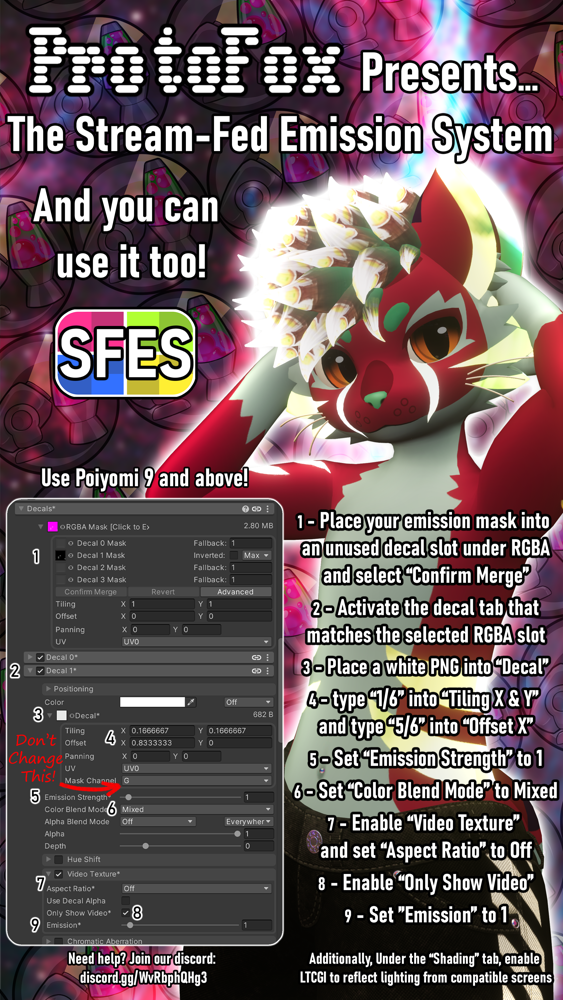 ProtoFox Presents...
The Stream-Fed Emission System
And you can
use it too!
SFES
Use Poiyomi 9 and above!
Decals*
RGBA Mask [Click to E> 2.80 MB
1
Decal 0 Mask Fallback: 1
Decal 1 Mask Inverted: Max
Decal 2 Mask Fallback: 1
Decal 3 Mask Fallback: 1
Confirm Merge Revert Advanced
Tiling X 1 Y 1
Offset X 0 Y 0
Panning X 0 Y 0
UV UV0
Decal 0*
2 Decal 1*
Positioning
Color Off
3 Decal* 682 B
4
Tiling X 0.1666667 Y 0.1666667
Offset X 0.8333333 Y 0
Panning X 0 Y 0
UV UV0
Mask Channel G
Don't
Change
This!
5 Emission Strength* 1
6
Color Blend Mode* Mixed
Alpha Blend Mode Off Everywher
Alpha 1
Depth 0
Hue Shift
7
Video Texture*
Aspect Ratio* Off
Use Decal Alpha
Only Show Video* 8
9 Emission* 1
Chromatic Aberration
1 - Place your emission mask into
an unused decal slot under RGBA
and select “Confirm Merge”
2 - Activate the decal tab that
matches the selected RGBA slot
3 - Place a white PNG into “Decal”
4 - type “1/6” into “Tiling X & Y”
and type “5/6” into “Offset X”
5 - Set “Emission Strength” to 1
6 - Set “Color Blend Mode” to Mixed
7 - Enable “Video Texture”
and set “Aspect Ratio” to Off
8 - Enable “Only Show Video”
9 - Set ”Emission” to 1
Need help? Join our discord:
discord.gg/WvRbphQHg3
Additionally, Under the “Shading” tab, enable
LTCGI to reflect lighting from compatible screens